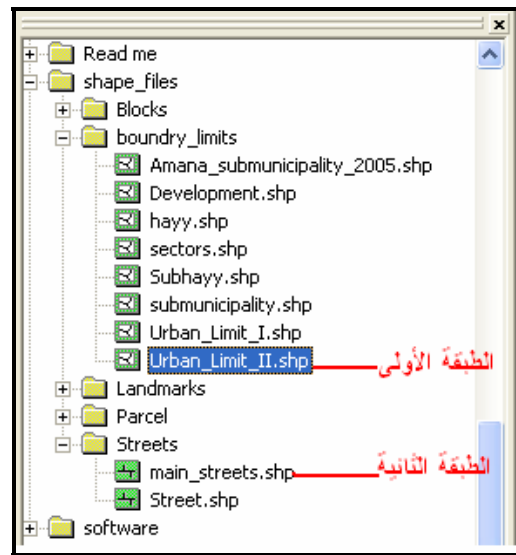 Read me
shape_files
Blocks
boundry_limits
Amana_submunicipality_2005.shp
Development.shp
hayy.shp
sectors.shp
Subhayy.shp
submunicipality.shp
Urban_Limit_I.shp
Urban_Limit_II.shp الطبقة الأولى
Landmarks
Parcel
Streets
main_streets.shp الطبقة الثانية
Street.shp
software